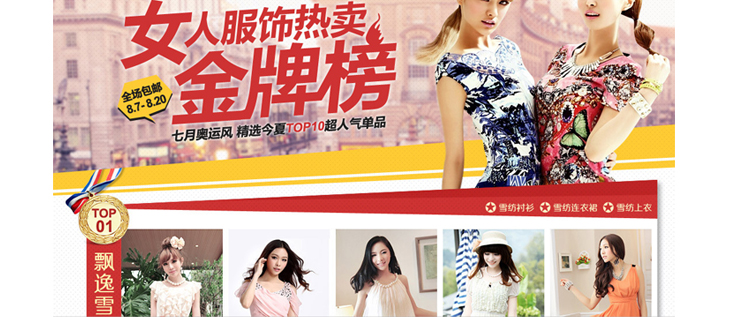 女人服饰热卖
金牌榜
全场包邮
8.7-8.20
七月奥运风 精选今夏TOP10超人气单品
雪纺衬衫 雪纺连衣裙 雪纺上衣
TOP
01
飘逸雪